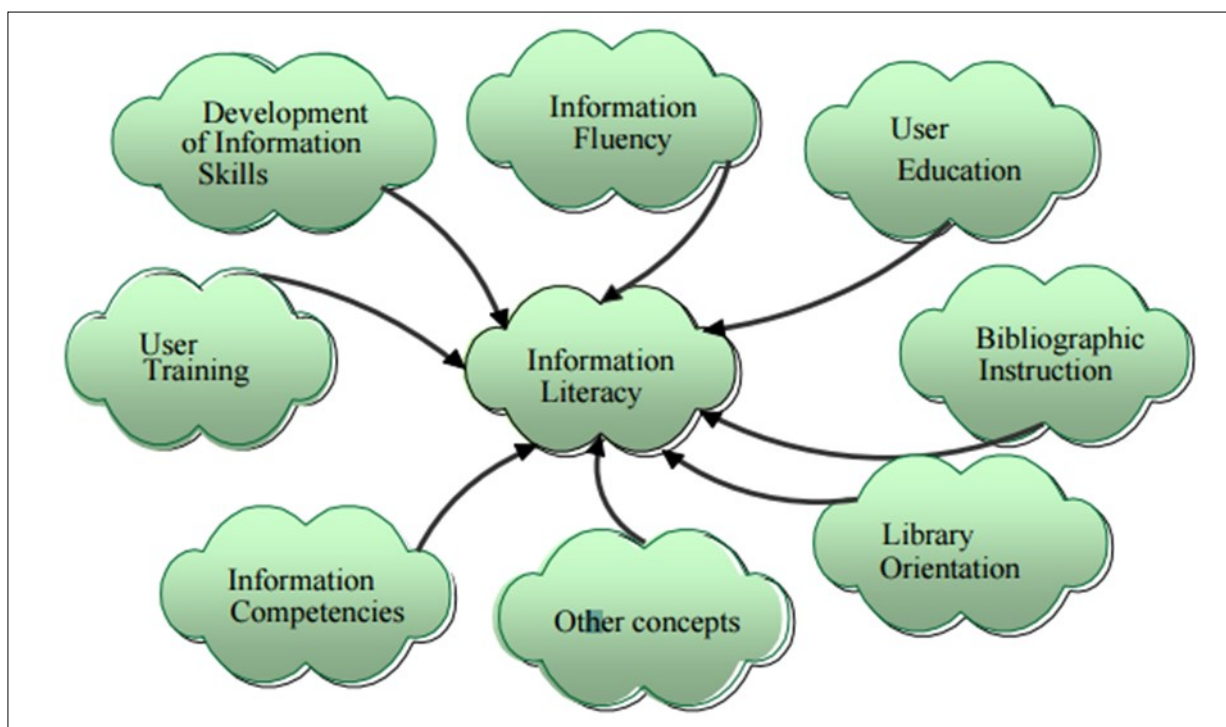 Development
of Information
Skills
Information
Fluency
User
Education
User
Training
Information
Literacy
Bibliographic
Instruction
Information
Competencies
Other concepts
Library
Orientation